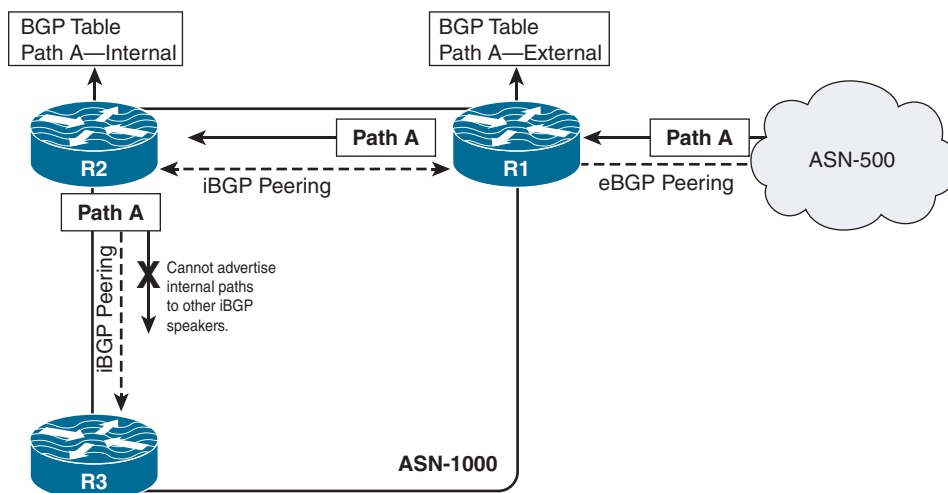 BGP Table
Path A—Internal
BGP Table
Path A—External
Path A
Path A
R2
R1
iBGP Peering
eBGP Peering
ASN-500
Path A
iBGP Peering
Cannot advertise
internal paths
to other iBGP
speakers.
ASN-1000
R3